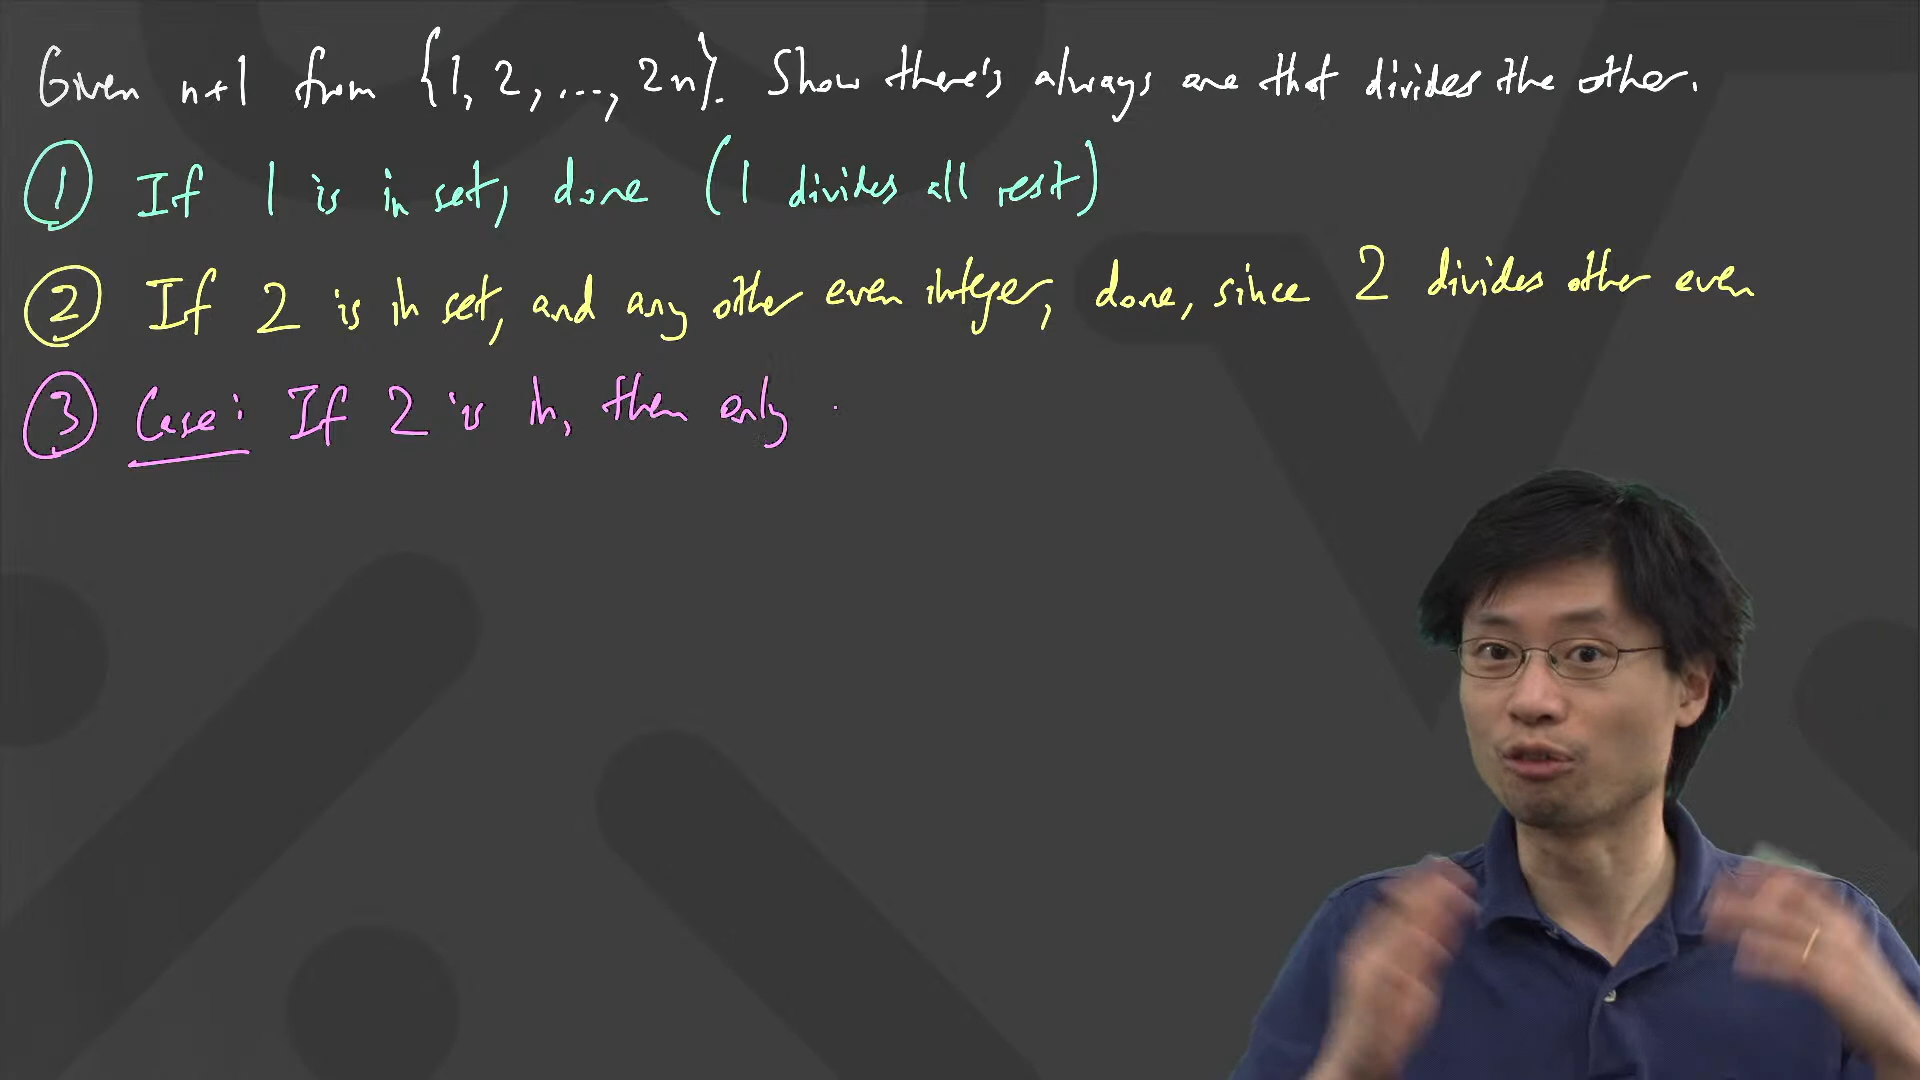 Given n+1 from {1, 2, ..., 2n}. Show there's always one that divides the other.
① If 1 is in set, done (1 divides all rest)
② If 2 is in set, and any other even integer, done, since 2 divides other even
③ Case: If 2 is in, then only